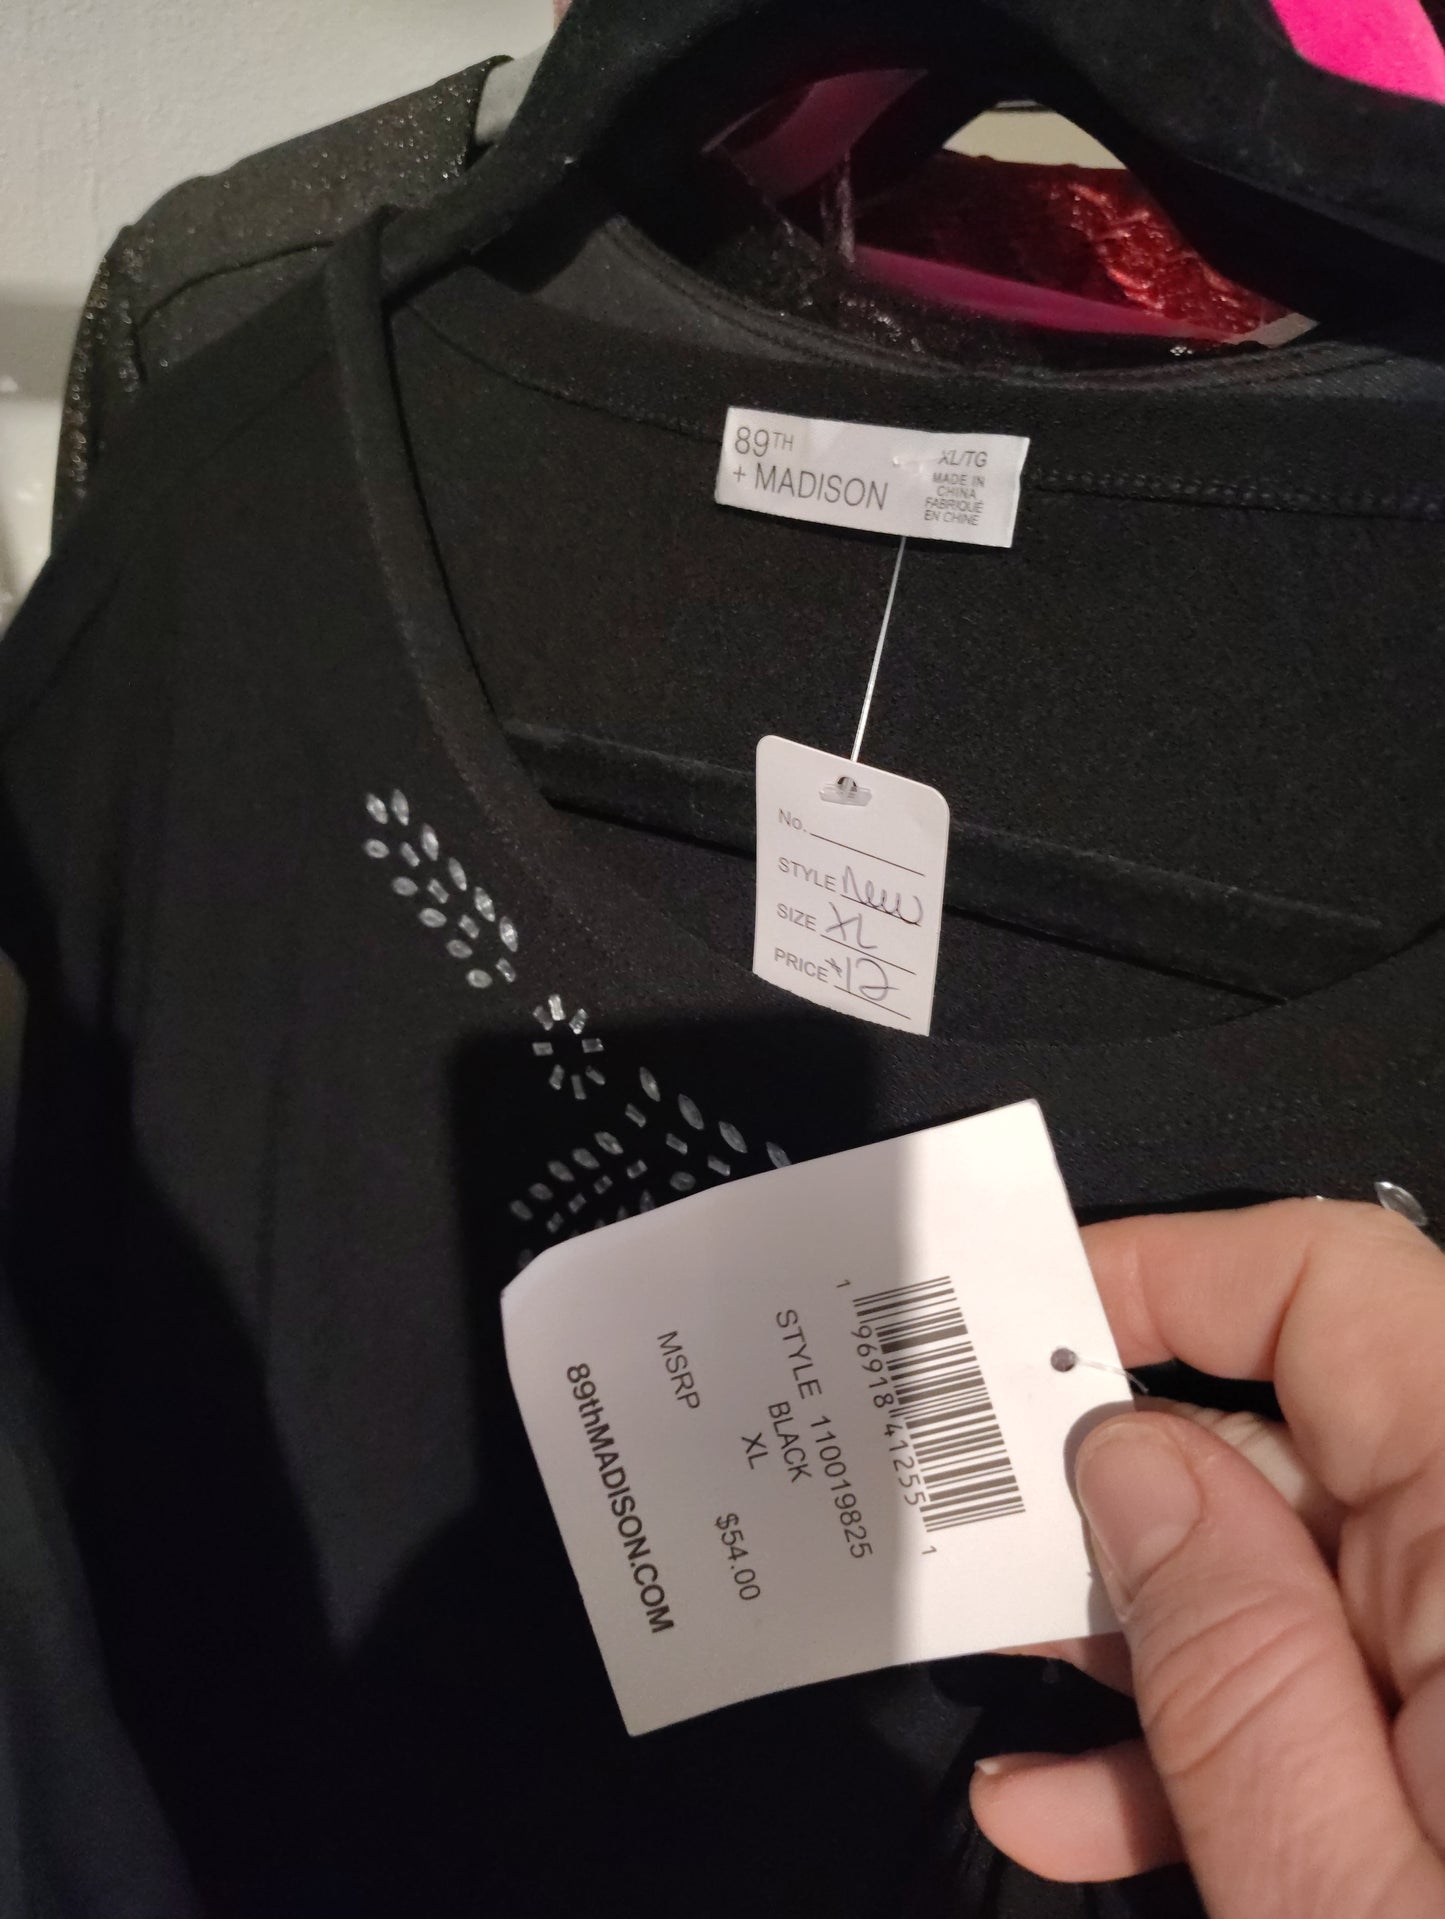 89TH
+ MADISON
XL/TG
MADE IN
CHINA
FABRIQUÉ
EN CHINE
No.
STYLE New
SIZE XL
PRICE $12
1 96918 41255 1
STYLE 110019825
BLACK
XL
MSRP $54.00
89thMADISON.COM